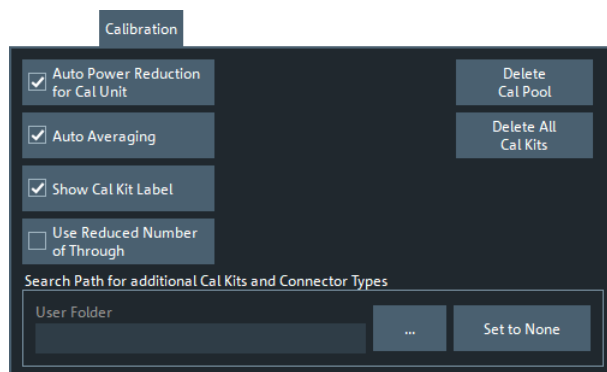 Calibration
Auto Power Reduction
for Cal Unit
Delete
Cal Pool
Auto Averaging
Delete All
Cal Kits
Show Cal Kit Label
Use Reduced Number
of Through
Search Path for additional Cal Kits and Connector Types
User Folder
...
Set to None